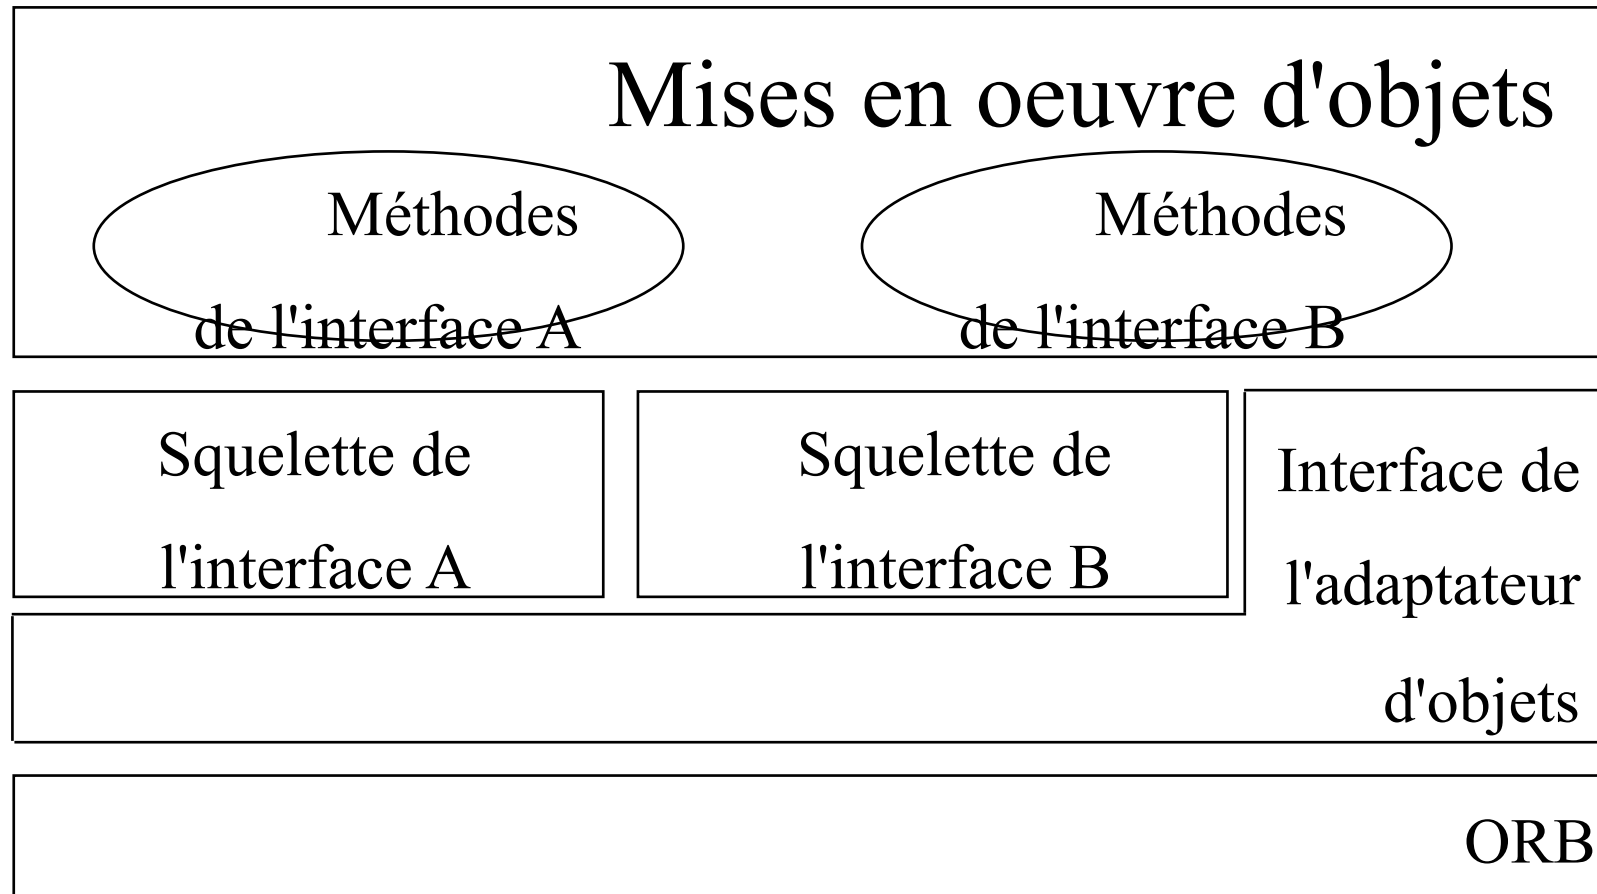 Mises en oeuvre d'objets
Méthodes
de l'interface A
Méthodes
de l'interface B
Squelette de
l'interface A
Squelette de
l'interface B
Interface de
l'adaptateur
d'objets
ORB